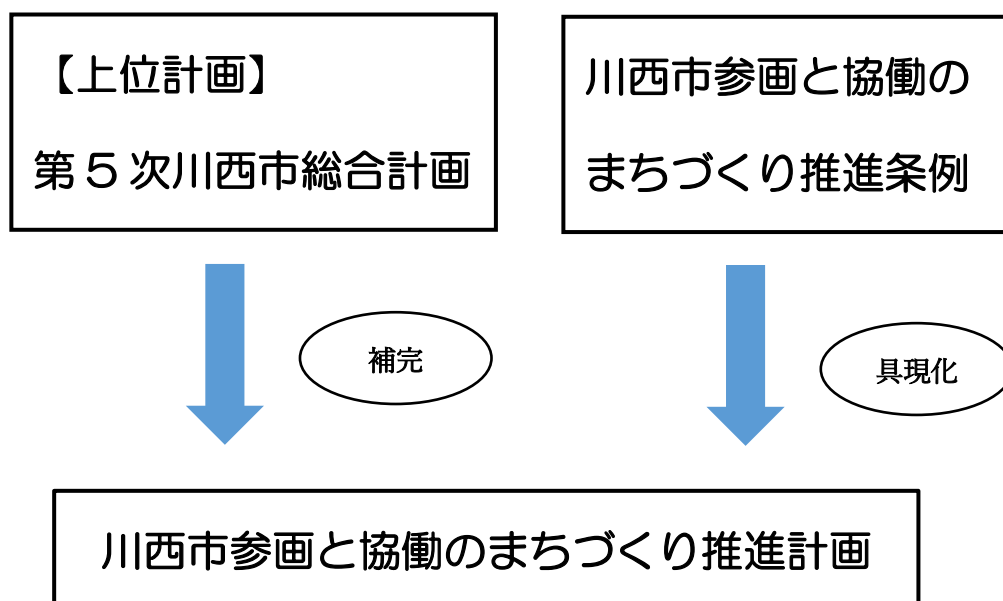 【上位計画】
第5次川西市総合計画
川西市参画と協働の
まちづくり推進条例
補完
具現化
川西市参画と協働のまちづくり推進計画